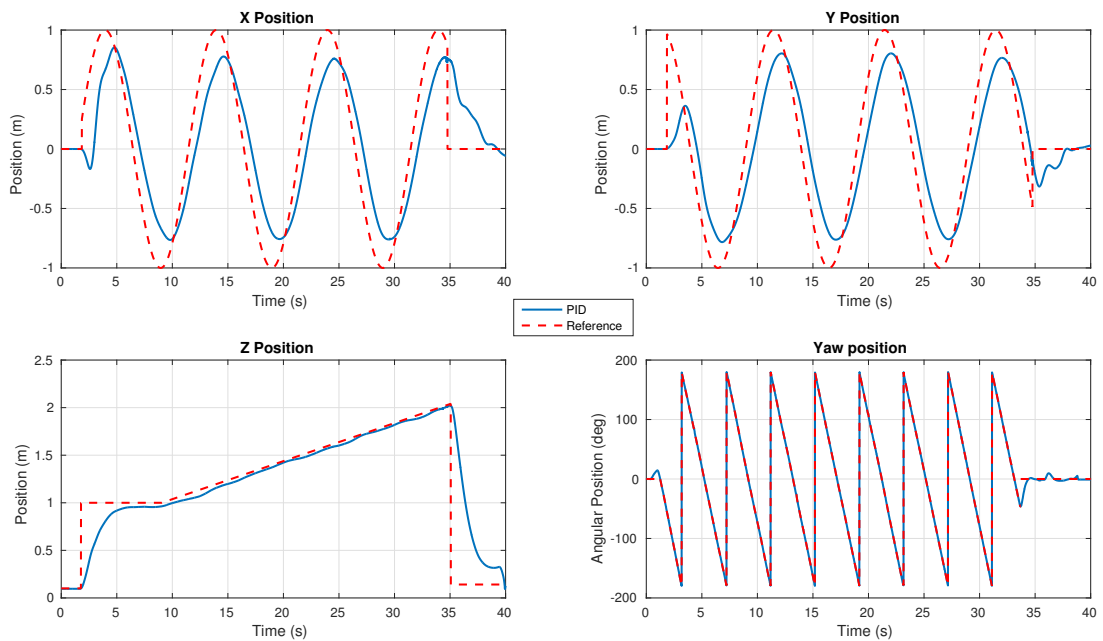 X Position
Position (m)
1
0.5
0
-0.5
-1
0 5 10 15 20 25 30 35 40
Time (s)
Y Position
Position (m)
1
0.5
0
-0.5
-1
0 5 10 15 20 25 30 35 40
Time (s)
PID
Reference
Z Position
Position (m)
2.5
2
1.5
1
0.5
0
0 5 10 15 20 25 30 35 40
Time (s)
Yaw position
Angular Position (deg)
200
100
0
-100
-200
0 5 10 15 20 25 30 35 40
Time (s)